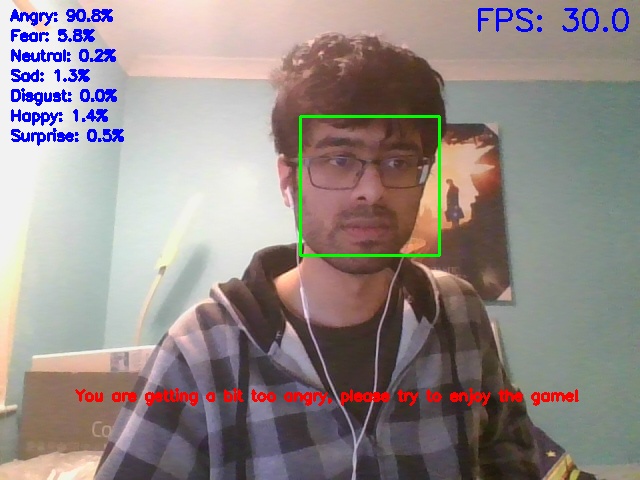 Angry: 90.8%
FPS: 30.0
Fear: 5.8%
Neutral: 0.2%
Sad: 1.3%
Disgust: 0.0%
Happy: 1.4%
Surprise: 0.5%
You are getting a bit too angry, please try to enjoy the game!
Co